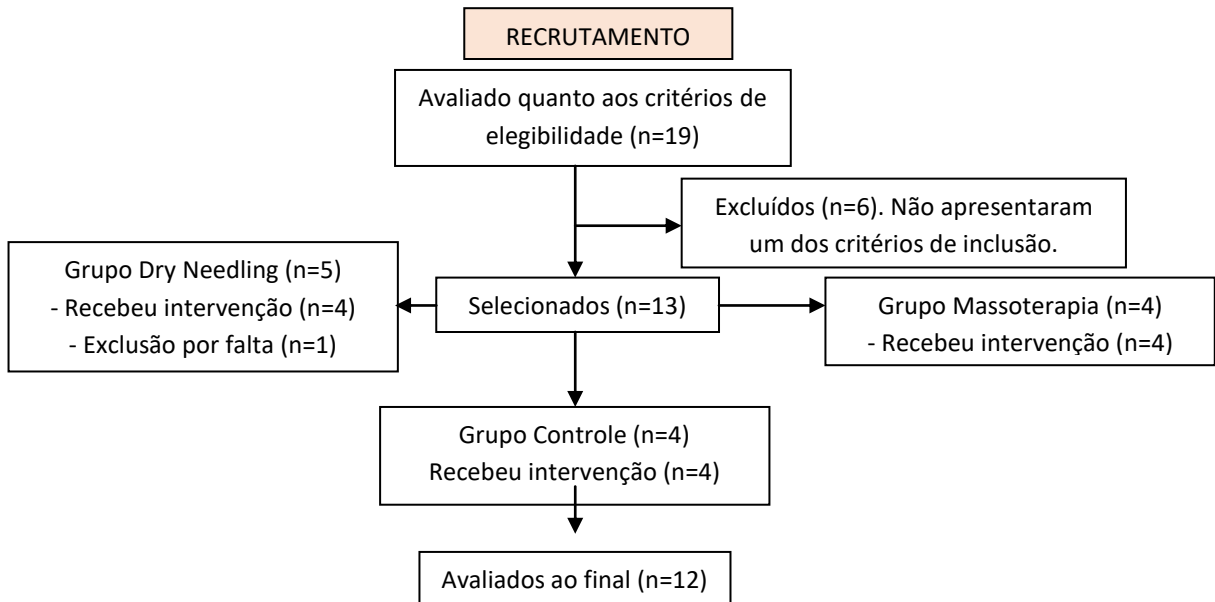 RECRUTAMENTO
Avaliado quanto aos critérios de
elegibilidade (n=19)
Excluídos (n=6). Não apresentaram
um dos critérios de inclusão.
Grupo Dry Needling (n=5)
- Recebeu intervenção (n=4)
- Exclusão por falta (n=1)
Selecionados (n=13)
Grupo Massoterapia (n=4)
- Recebeu intervenção (n=4)
Grupo Controle (n=4)
Recebeu intervenção (n=4)
Avaliados ao final (n=12)